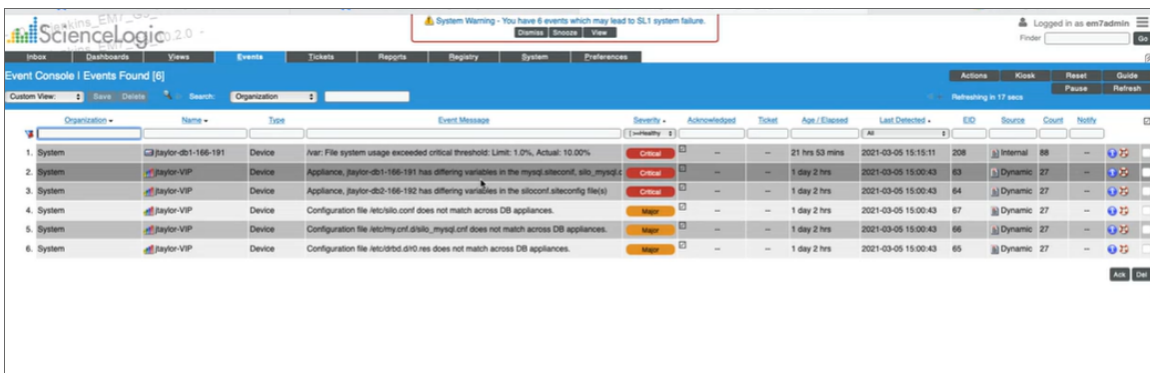 System Warning - You have 6 events which may lead to SL1 system failure.
Dismiss Snooze View
ScienceLogic
Logged in as em7admin
Finder Go
Inbox Dashboards Views Events Tickets Reports Registry System Preferences
Event Console | Events Found [6]
Actions Kiosk Reset Guide
Custom View: Save Delete Search: Organization
Refreshing in 17 secs
Pause Refresh
Organization Name Type Event Message Severity Acknowledged Ticket Age / Elapsed Last Detected EID Source Count Notify
[>=Healthy All
1. System jtaylor-db1-166-191 Device /var: File system usage exceeded critical threshold: Limit: 1.0%, Actual: 10.00% Critical -- -- 21 hrs 53 mins 2021-03-05 15:15:11 208 Internal 88 --
2. System jtaylor-VIP Device Appliance, jtaylor-db1-166-191 has differing variables in the mysql.siteconif, silo_mysql.c Critical -- -- 1 day 2 hrs 2021-03-05 15:00:43 63 Dynamic 27 --
3. System jtaylor-VIP Device Appliance, jtaylor-db2-166-192 has differing variables in the siloconf.siteconfig file(s) Critical -- -- 1 day 2 hrs 2021-03-05 15:00:43 64 Dynamic 27 --
4. System jtaylor-VIP Device Configuration file /etc/silo.conf does not match across DB appliances. Major -- -- 1 day 2 hrs 2021-03-05 15:00:43 67 Dynamic 27 --
5. System jtaylor-VIP Device Configuration file /etc/my.cnf.d/silo_mysql.cnf does not match across DB appliances. Major -- -- 1 day 2 hrs 2021-03-05 15:00:43 66 Dynamic 27 --
6. System jtaylor-VIP Device Configuration file /etc/drbd.d/r0.res does not match across DB appliances. Major -- -- 1 day 2 hrs 2021-03-05 15:00:43 65 Dynamic 27 --
Ack Del